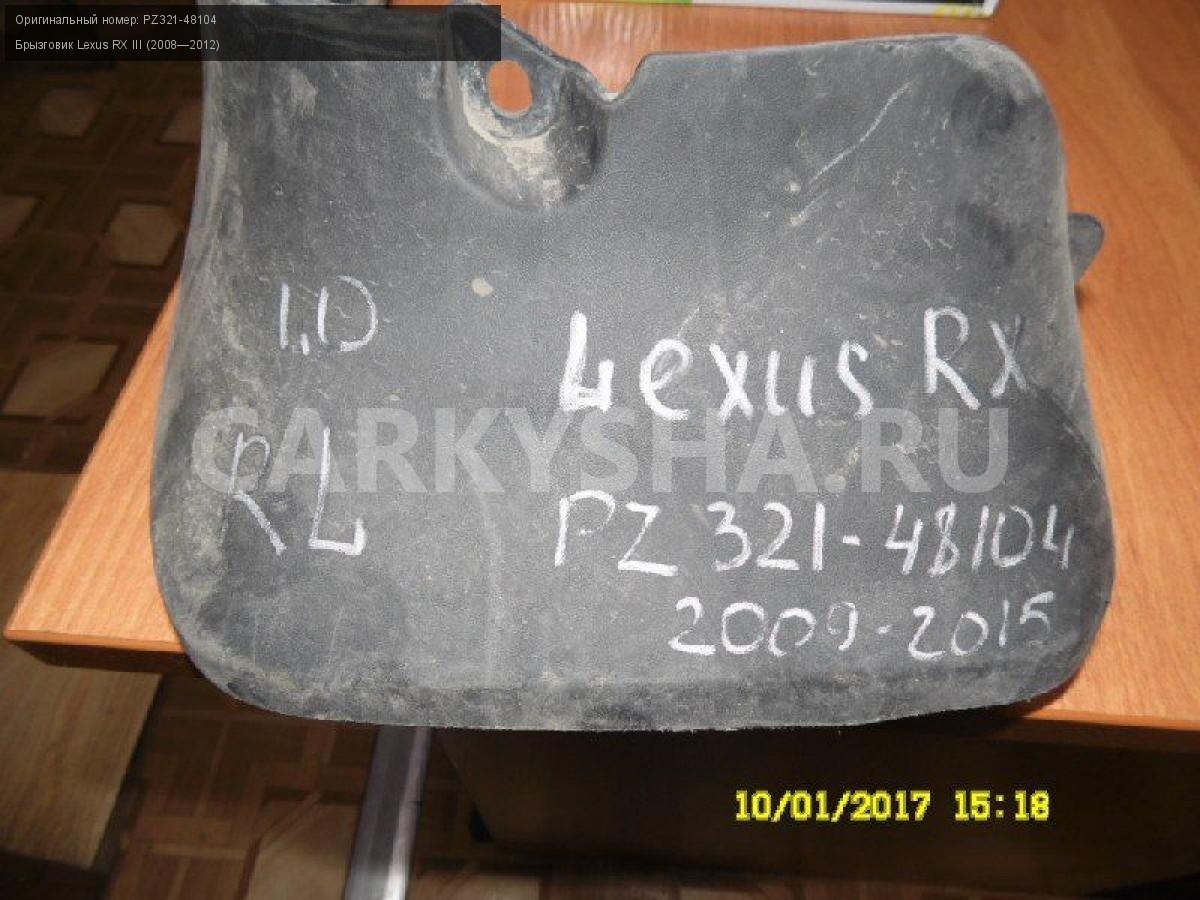 Оригинальный номер: PZ321-48104
Брызговик Lexus RX III (2008—2012)
1,0
Lexus RX
CARKYSHA.RU
RL
PZ 321-48104
2009-2015
10/01/2017 15:18